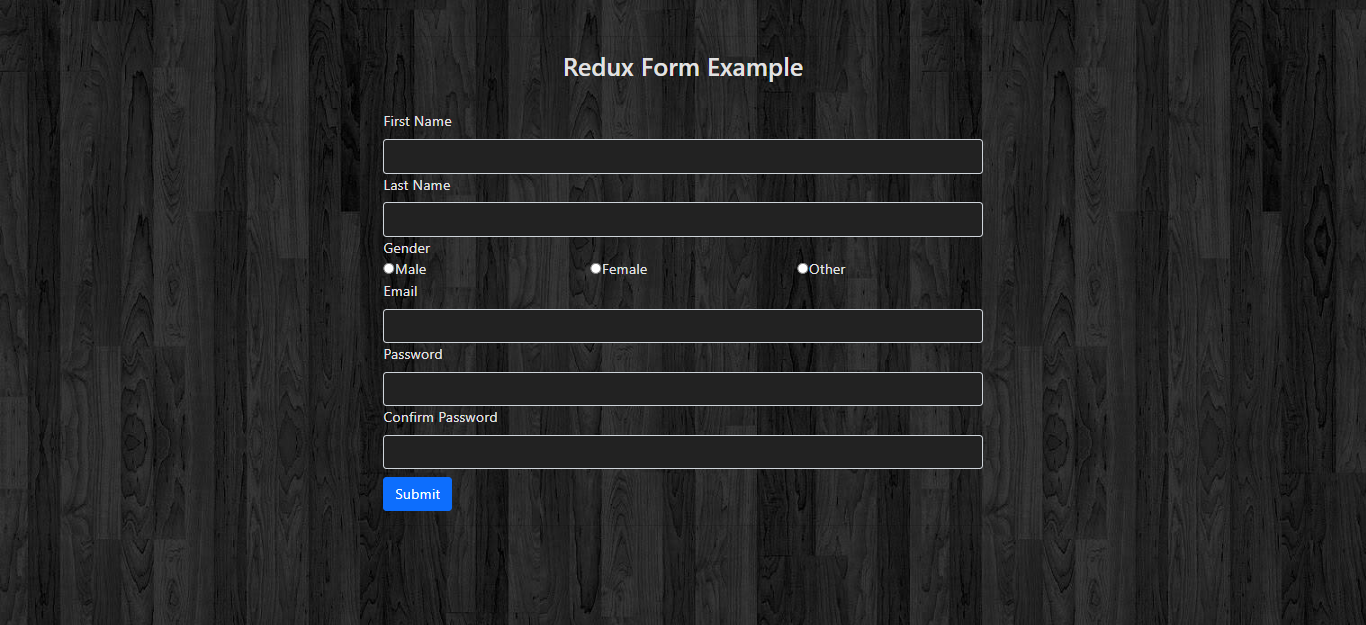 Redux Form Example
First Name
Last Name
Gender
Male Female Other
Email
Password
Confirm Password
Submit